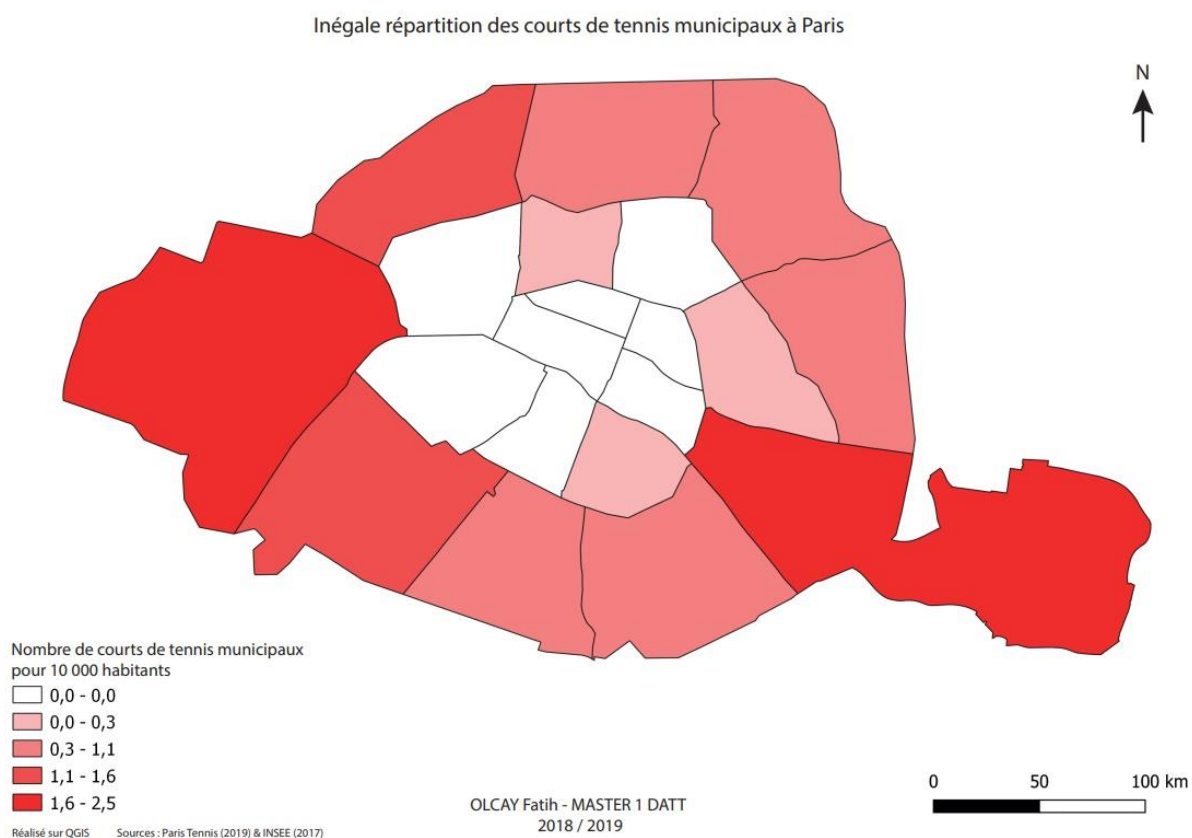 Inégale répartition des courts de tennis municipaux à Paris
N
Nombre de courts de tennis municipaux
pour 10 000 habitants
0,0 - 0,0
0,0 - 0,3
0,3 - 1,1
1,1 - 1,6
1,6 - 2,5
Réalisé sur QGIS Sources : Paris Tennis (2019) & INSEE (2017)
OLCAY Fatih - MASTER 1 DATT
2018 / 2019
0 50 100 km